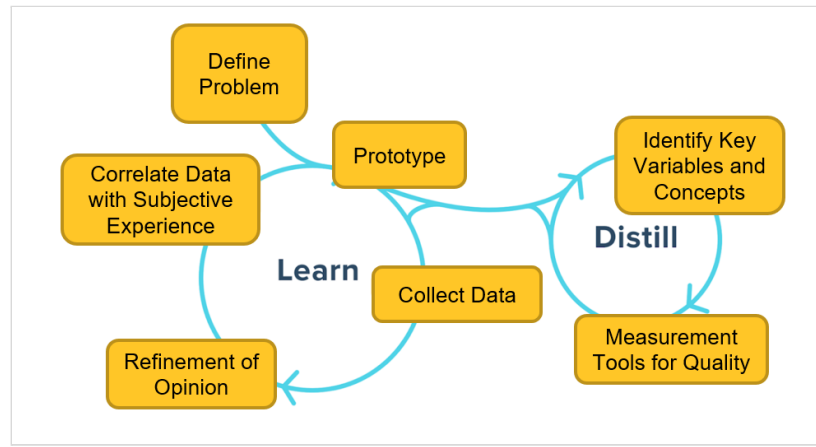 Define
Problem
Prototype
Identify Key
Variables and
Concepts
Correlate Data
with Subjective
Experience
Distill
Learn
Collect Data
Measurement
Tools for Quality
Refinement of
Opinion